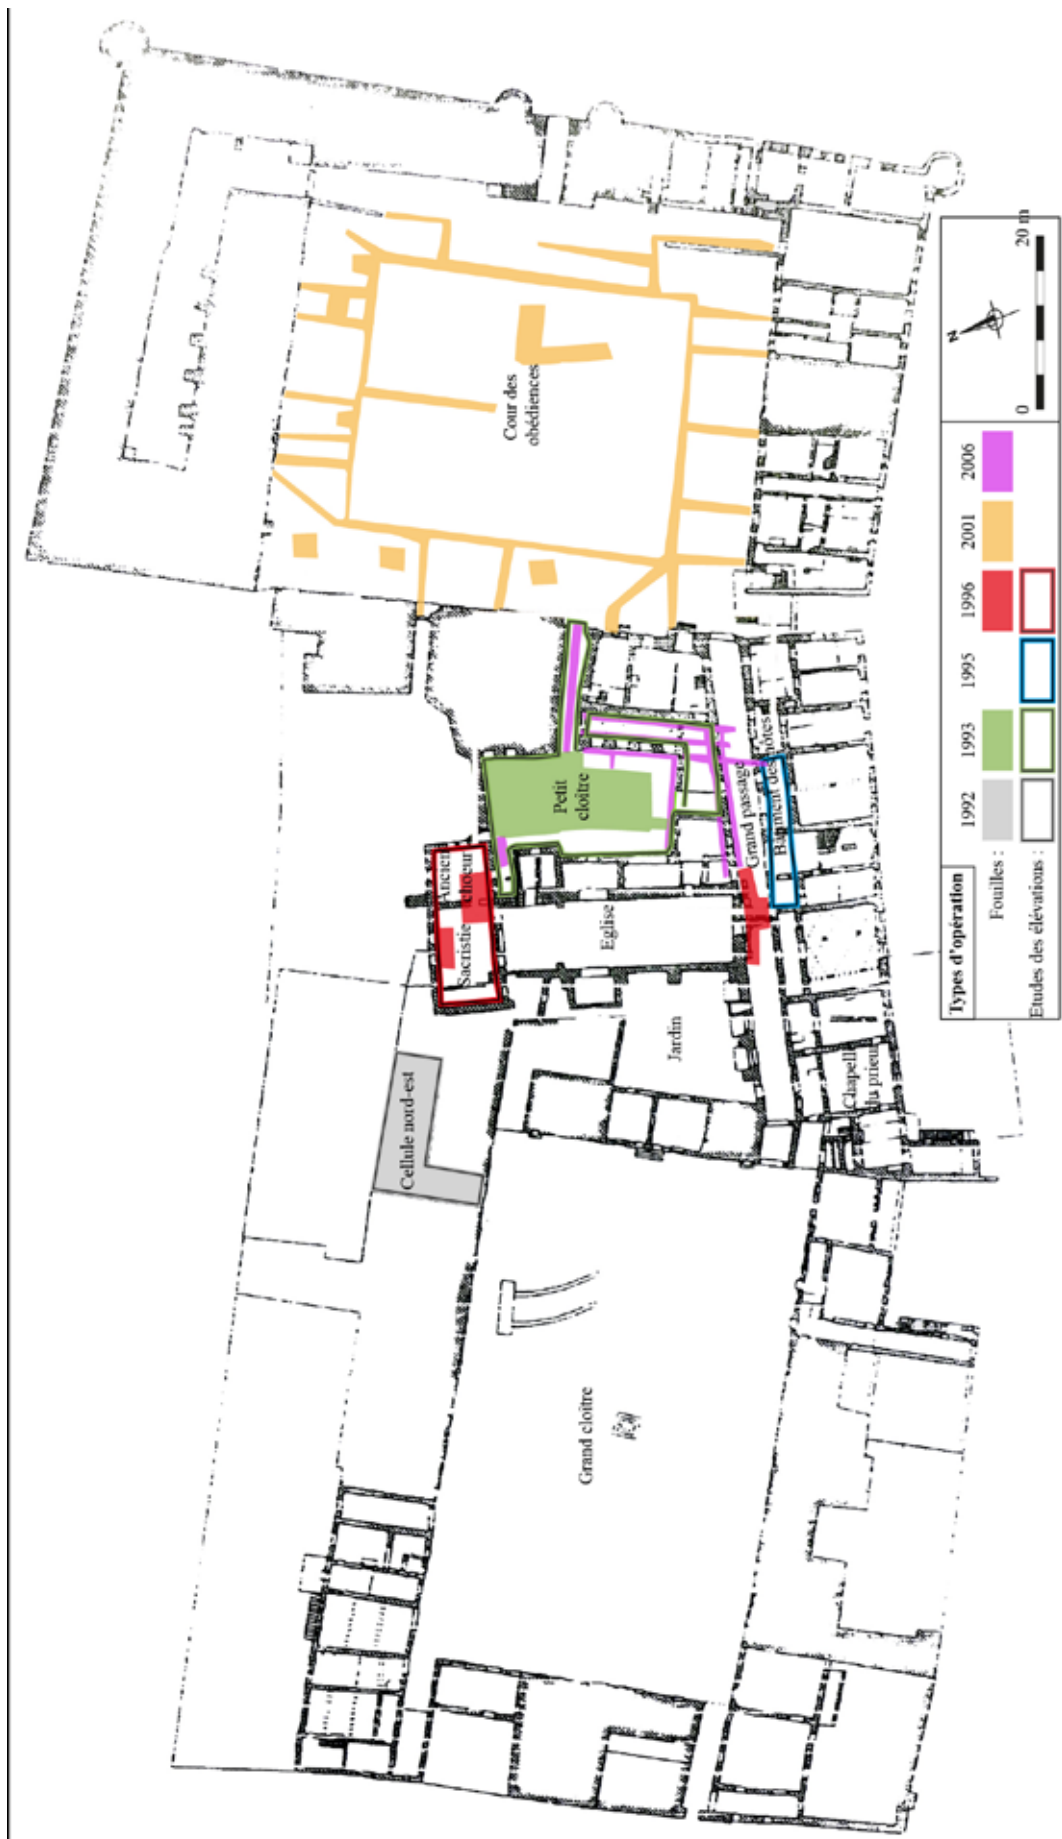 Cour des
obédiences
Petit
cloître
Ancien
choeur
Sacristie
Eglise
Grand passage
Bâtiment des hôtes
Jardin
Chapelle
du prieur
Cellule nord-est
Grand cloître
N
0 20 m
Types d'opération
1992 1993 1995 1996 2001 2006
Fouilles :
Etudes des élévations :